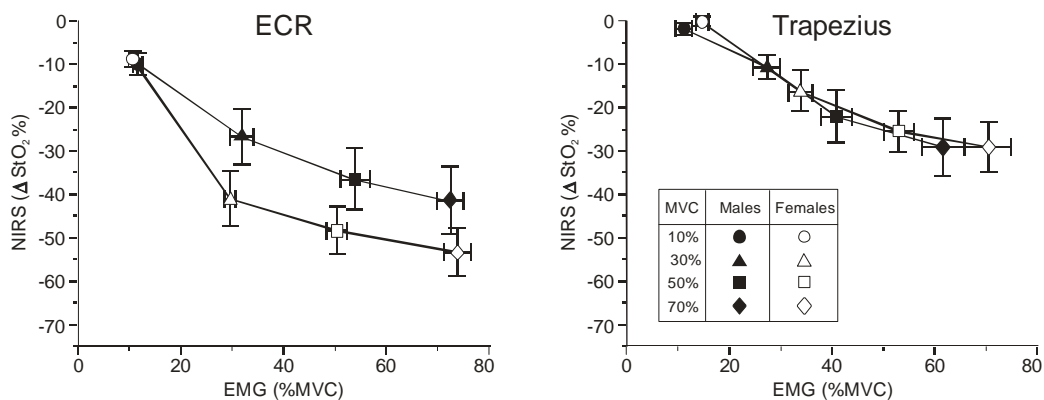 ECR
NIRS (Δ StO₂ %)
0
-10
-20
-30
-40
-50
-60
-70
0 20 40 60 80
EMG (%MVC)
Trapezius
NIRS (Δ StO₂ %)
0
-10
-20
-30
-40
-50
-60
-70
MVC Males Females
10%
30%
50%
70%
0 20 40 60 80
EMG (%MVC)